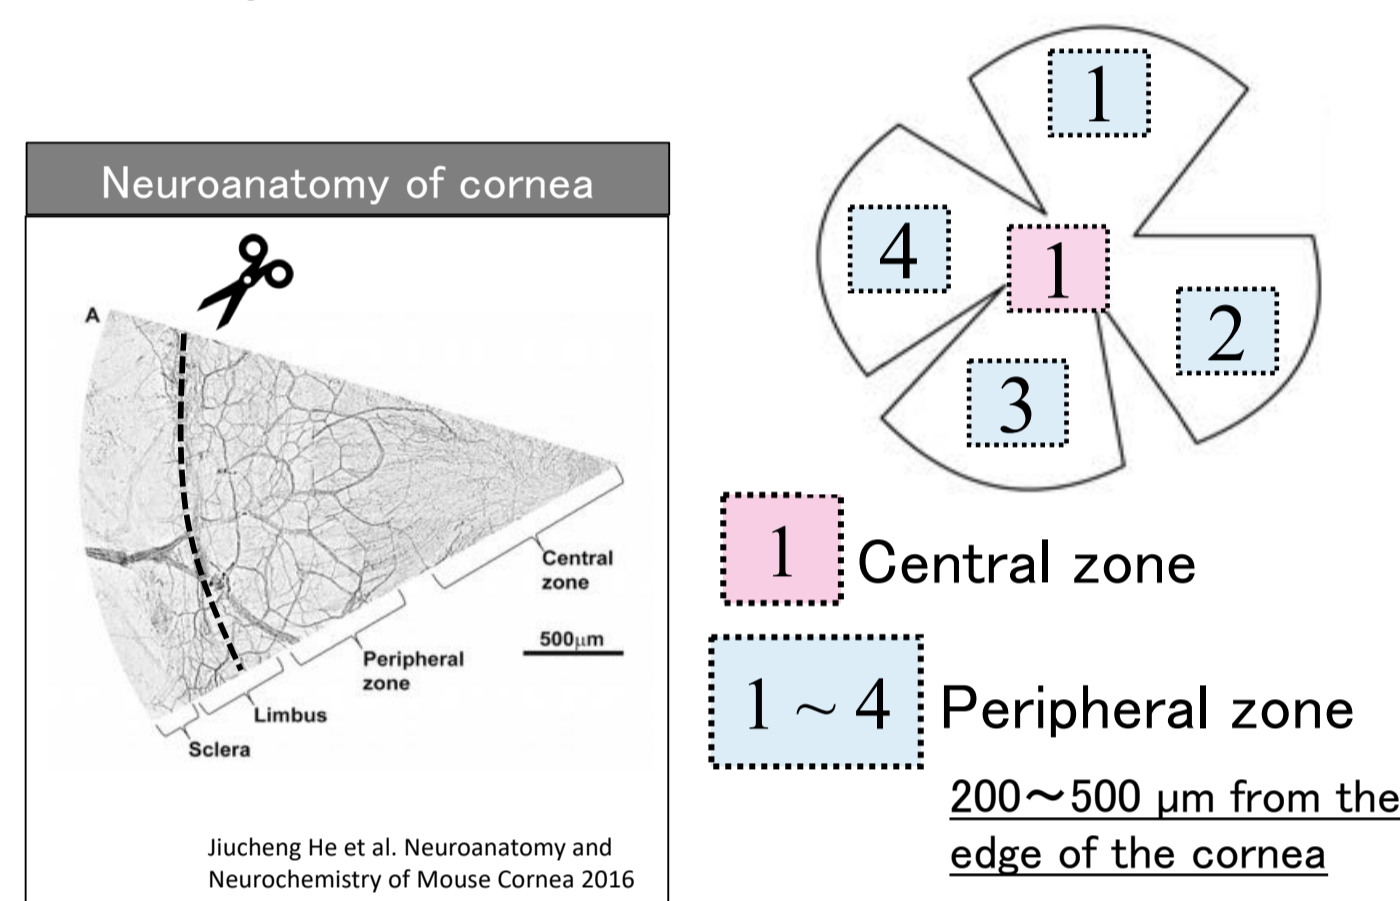 Neuroanatomy of cornea
A
Central
zone
500μm
Peripheral
zone
Limbus
Sclera
Jiucheng He et al. Neuroanatomy and
Neurochemistry of Mouse Cornea 2016
1
4
1
2
3
1 Central zone
1 ~ 4 Peripheral zone
200～500 μm from the
edge of the cornea